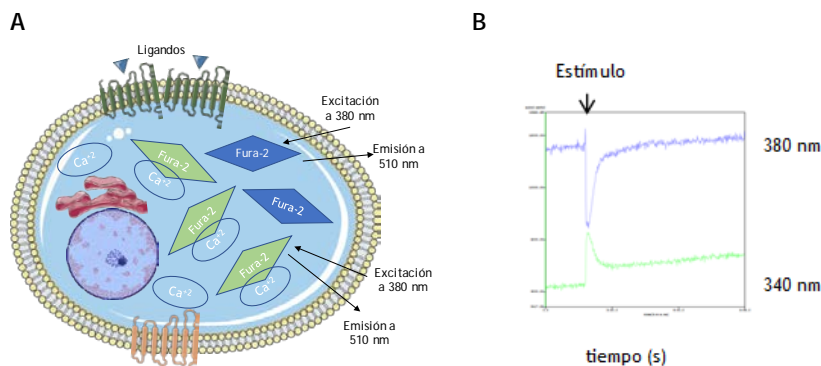 A
Ligandos
Excitación
a 380 nm
Emisión a
510 nm
Ca+2
Fura-2
Ca+2
Fura-2
Fura-2
Fura-2
Ca+2
Fura-2
Ca+2
Ca+2
Excitación
a 380 nm
Emisión a
510 nm
B
Estímulo
380 nm
340 nm
tiempo (s)